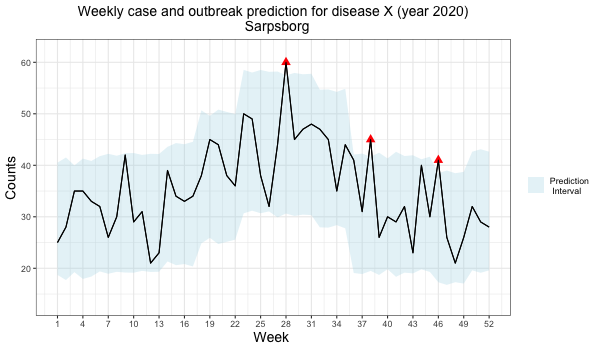 Weekly case and outbreak prediction for disease X (year 2020)
Sarpsborg
Counts
60
50
40
30
20
1 4 7 10 13 16 19 22 25 28 31 34 37 40 43 46 49 52
Week
Prediction
Interval